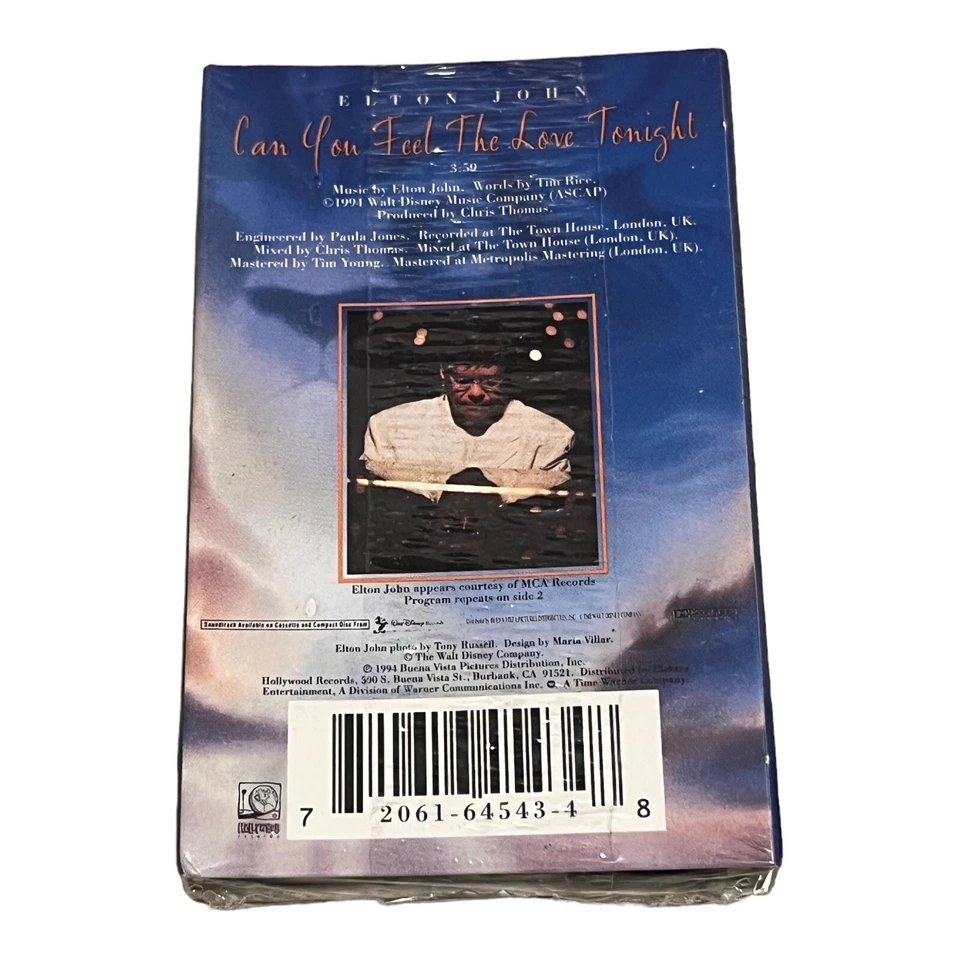 ELTON JOHN
Can You Feel The Love Tonight
3:59
Music by Elton John. Words by Tim Rice.
©1994 Walt Disney Music Company (ASCAP)
Produced by Chris Thomas.
Engineered by Paula Jones. Recorded at The Town House, London, UK.
Mixed by Chris Thomas. Mixed at The Town House (London, UK).
Mastered by Tim Young. Mastered at Metropolis Mastering (London, UK).
Elton John appears courtesy of MCA Records
Program repeats on side 2
Soundtrack Available on Cassette and Compact Disc From Walt Disney Records
Elton John photo by Tony Russell. Design by Maria Villar.
© The Walt Disney Company.
℗ 1994 Buena Vista Pictures Distribution, Inc.
Hollywood Records, 500 S. Buena Vista St., Burbank, CA 91521. Distributed by Elektra
Entertainment, A Division of Warner Communications Inc. A Time Warner Company.
7 2061-64543-4 8
Hollywood
RECORDS